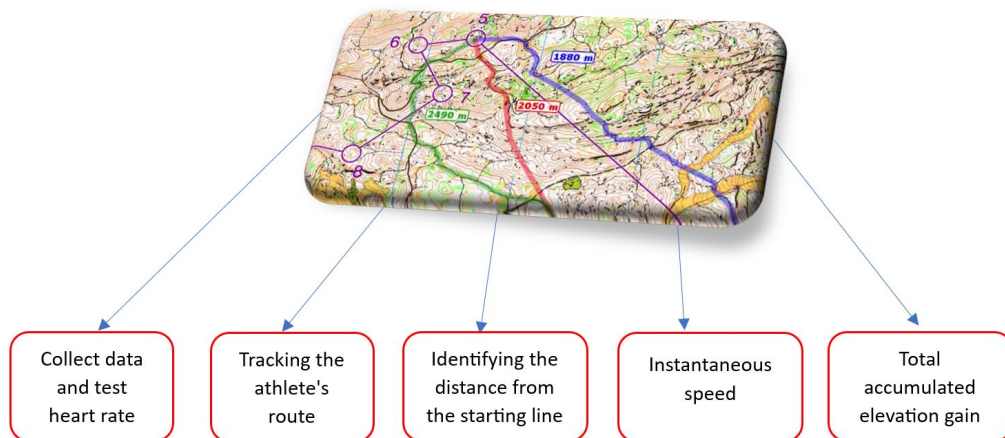 5
6
1880 m
7
2050 m
2490 m
8
Collect data
and test
heart rate
Tracking the
athlete's
route
Identifying the
distance from
the starting line
Instantaneous
speed
Total
accumulated
elevation gain